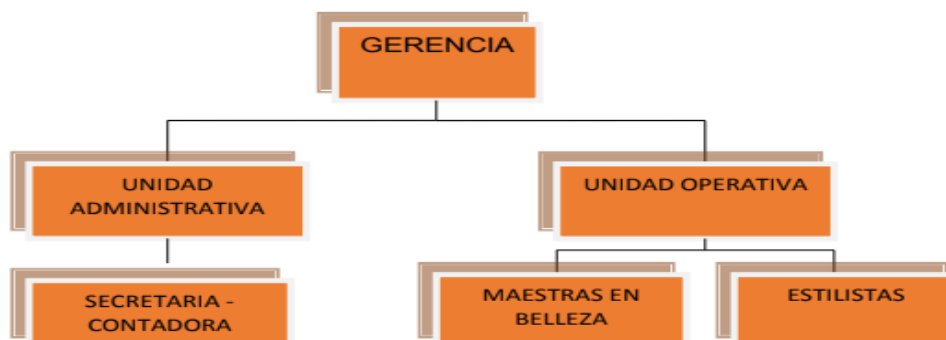 GERENCIA
UNIDAD
ADMINISTRATIVA
UNIDAD OPERATIVA
SECRETARIA -
CONTADORA
MAESTRAS EN
BELLEZA
ESTILISTAS